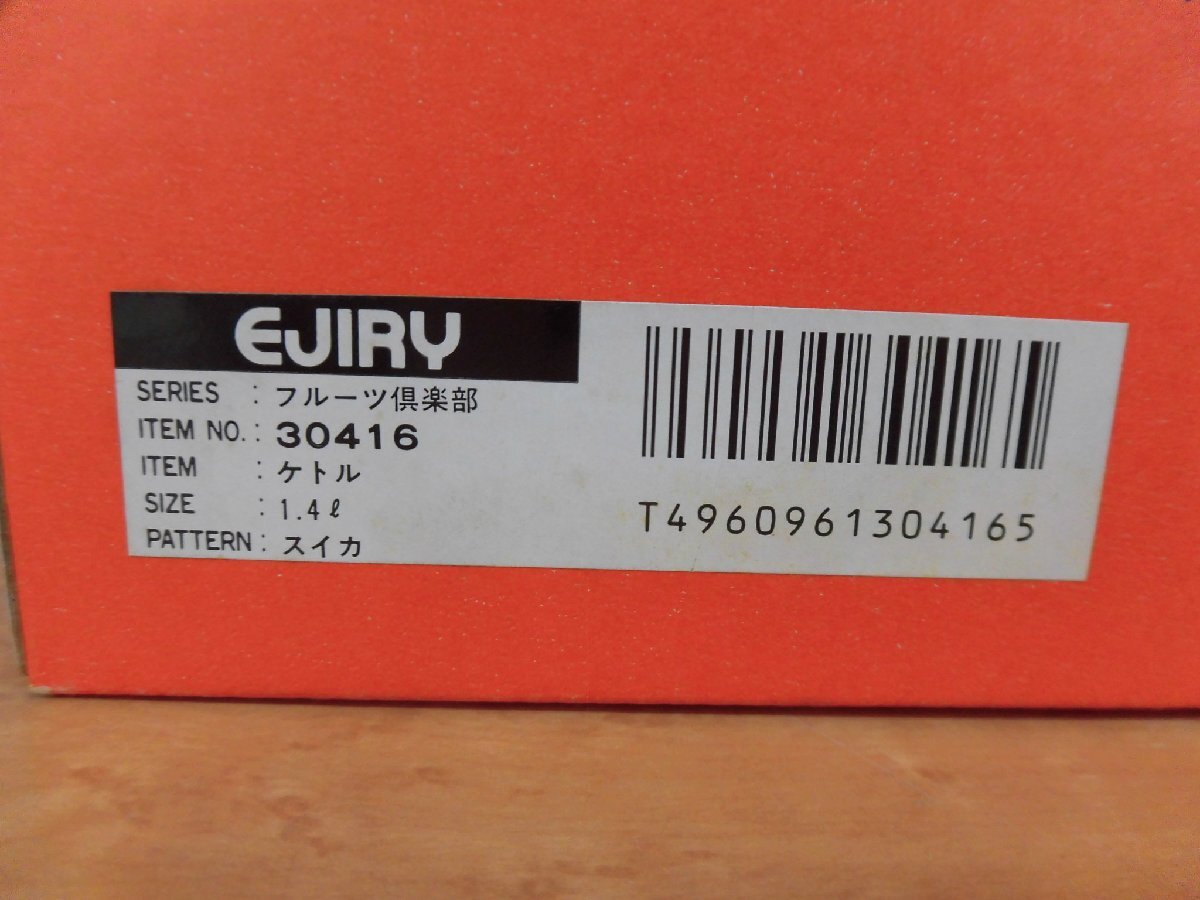 EJIRY
SERIES : フルーツ倶楽部
ITEM NO. : 30416
ITEM : ケトル
SIZE : 1.4ℓ
PATTERN : スイカ
T4960961304165